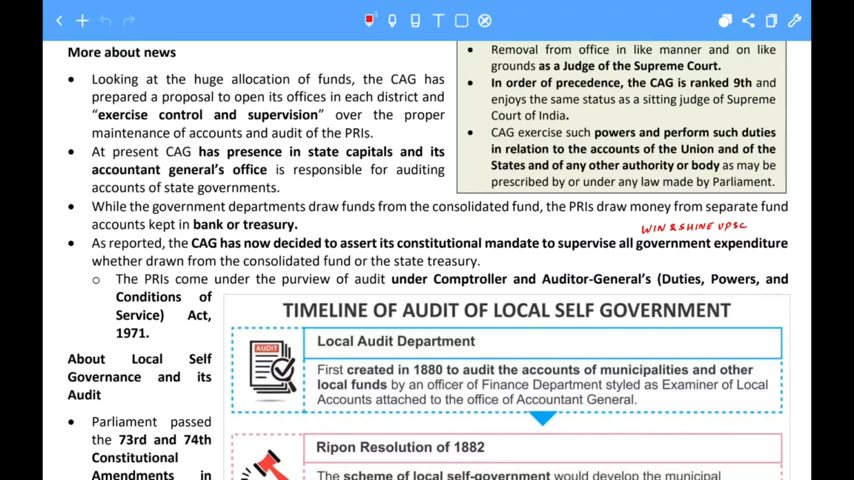 T
More about news
• Looking at the huge allocation of funds, the CAG has
prepared a proposal to open its offices in each district and
“exercise control and supervision” over the proper
maintenance of accounts and audit of the PRIs.
• At present CAG has presence in state capitals and its
accountant general’s office is responsible for auditing
accounts of state governments.
• Removal from office in like manner and on like
grounds as a Judge of the Supreme Court.
• In order of precedence, the CAG is ranked 9th and
enjoys the same status as a sitting judge of Supreme
Court of India.
• CAG exercise such powers and perform such duties
in relation to the accounts of the Union and of the
States and of any other authority or body as may be
prescribed by or under any law made by Parliament.
• While the government departments draw funds from the consolidated fund, the PRIs draw money from separate fund
accounts kept in bank or treasury.
WIN & SHINE UPSC
• As reported, the CAG has now decided to assert its constitutional mandate to supervise all government expenditure
whether drawn from the consolidated fund or the state treasury.
o The PRIs come under the purview of audit under Comptroller and Auditor-General’s (Duties, Powers, and
Conditions of
Service) Act,
1971.
About Local Self
Governance and its
Audit
• Parliament passed
the 73rd and 74th
Constitutional
Amendments in
TIMELINE OF AUDIT OF LOCAL SELF GOVERNMENT
AUDIT
Local Audit Department
First created in 1880 to audit the accounts of municipalities and other
local funds by an officer of Finance Department styled as Examiner of Local
Accounts attached to the office of Accountant General.
Ripon Resolution of 1882
The scheme of local self-government would develop the municipal